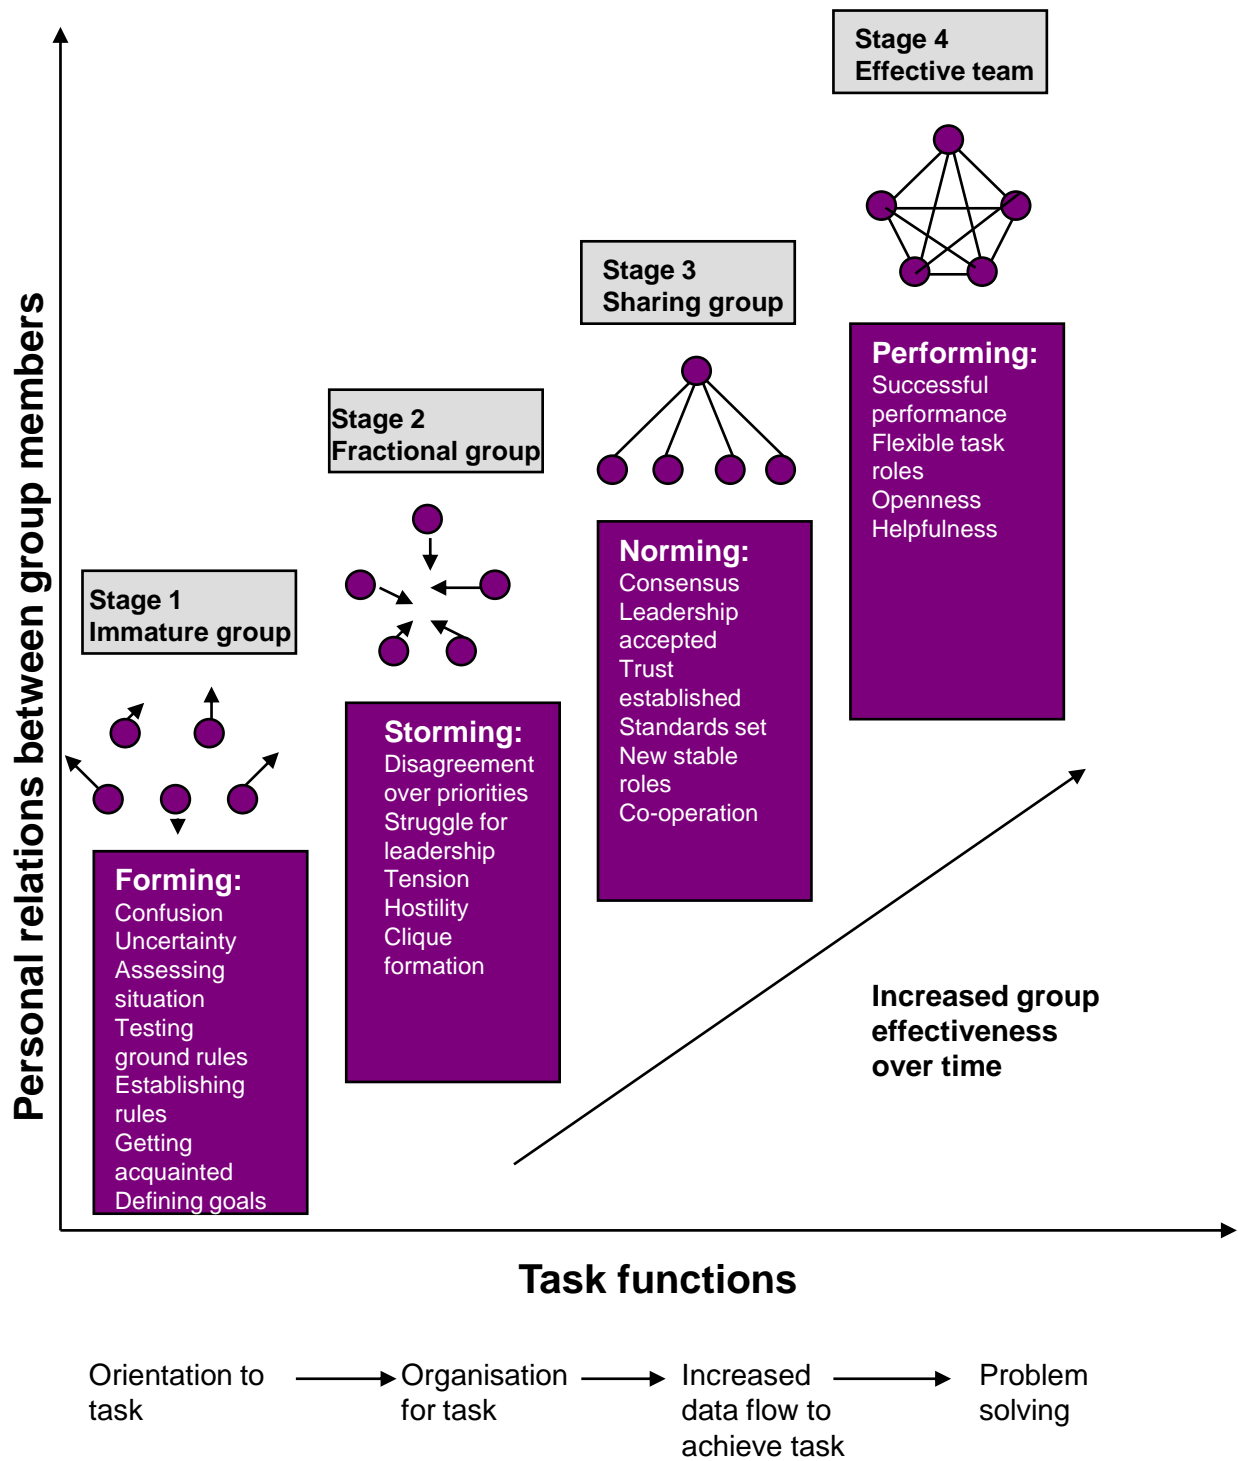 Personal relations between group members
Stage 1
Immature group
Forming:
Confusion
Uncertainty
Assessing
situation
Testing
ground rules
Establishing
rules
Getting
acquainted
Defining goals
Stage 2
Fractional group
Storming:
Disagreement
over priorities
Struggle for
leadership
Tension
Hostility
Clique
formation
Stage 3
Sharing group
Norming:
Consensus
Leadership
accepted
Trust
established
Standards set
New stable
roles
Co-operation
Stage 4
Effective team
Performing:
Successful
performance
Flexible task
roles
Openness
Helpfulness
Increased group
effectiveness
over time
Task functions
Orientation to
task
Organisation
for task
Increased
data flow to
achieve task
Problem
solving